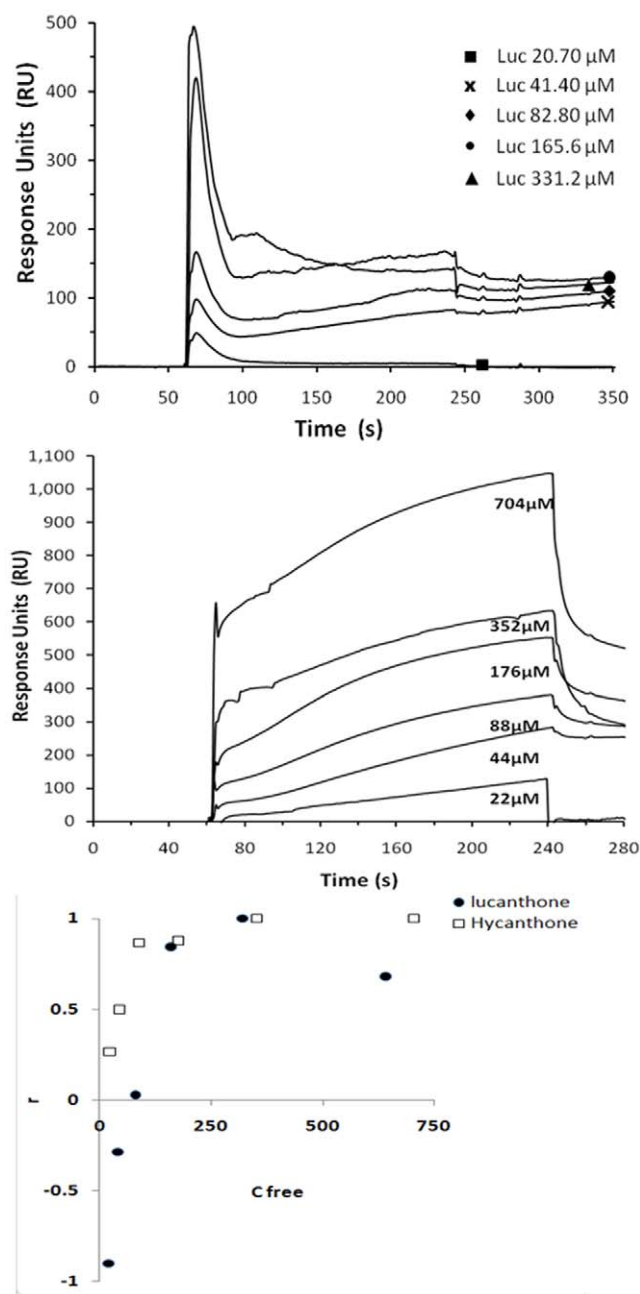 500
400
300
200
100
0
Response Units (RU)
Luc 20.70 µM
Luc 41.40 µM
Luc 82.80 µM
Luc 165.6 µM
Luc 331.2 µM
0 50 100 150 200 250 300 350
Time (s)
1,100
1,000
900
800
700
600
500
400
300
200
100
0
Response Units (RU)
704µM
352µM
176µM
88µM
44µM
22µM
0 40 80 120 160 200 240 280
Time (s)
lucanthone
Hycanthone
1
0.5
0
-0.5
-1
r
0 250 500 750
C free